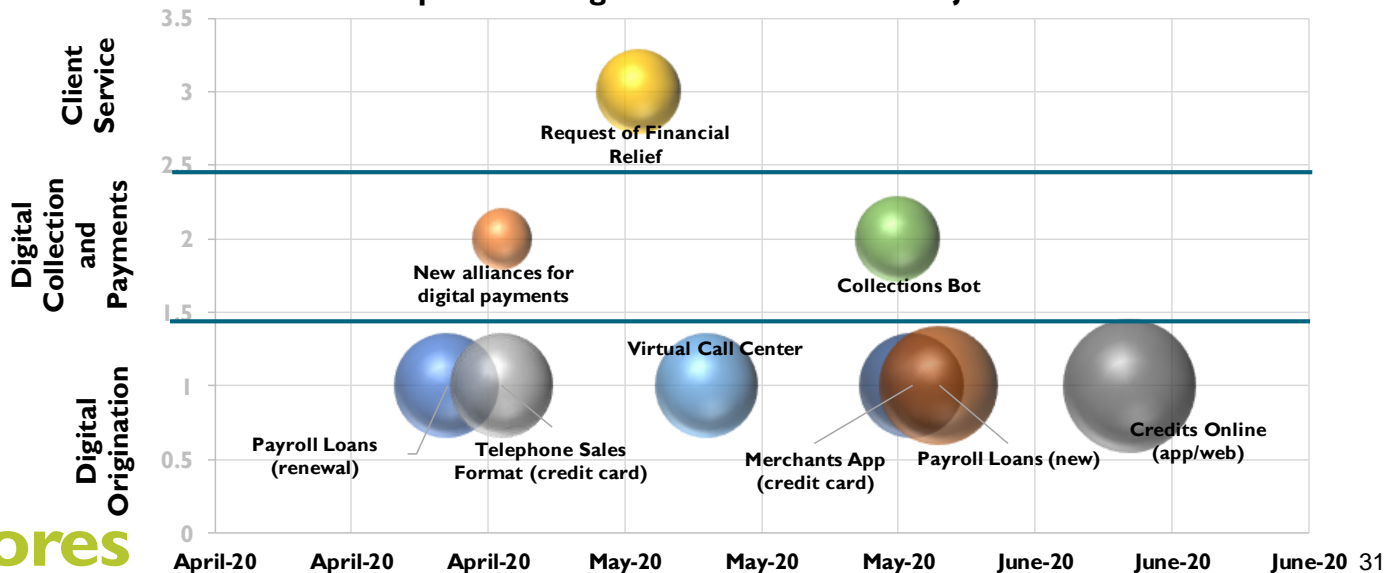 3.5
Client
Service
3
Request of Financial
Relief
2.5
Digital
Collection
and
Payments
2
New alliances for
digital payments
Collections Bot
1.5
Virtual Call Center
Digital
Origination
1
Payroll Loans
(renewal)
Telephone Sales
Format (credit card)
Merchants App
(credit card)
Payroll Loans (new)
Credits Online
(app/web)
0.5
0
ores
April-20 April-20 April-20 May-20 May-20 May-20 June-20 June-20 June-20 31